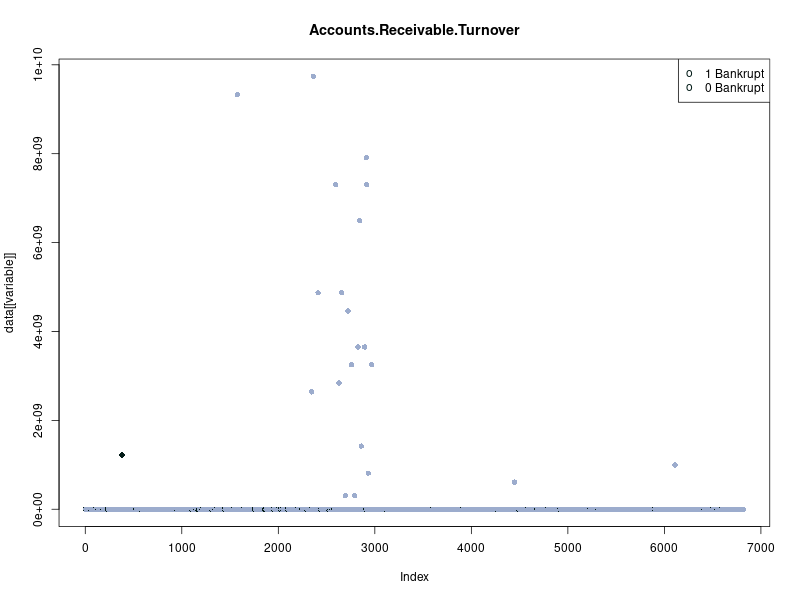 Accounts.Receivable.Turnover
1 Bankrupt
0 Bankrupt
1e+10
8e+09
6e+09
4e+09
2e+09
0e+00
data[[variable]]
0 1000 2000 3000 4000 5000 6000 7000
Index